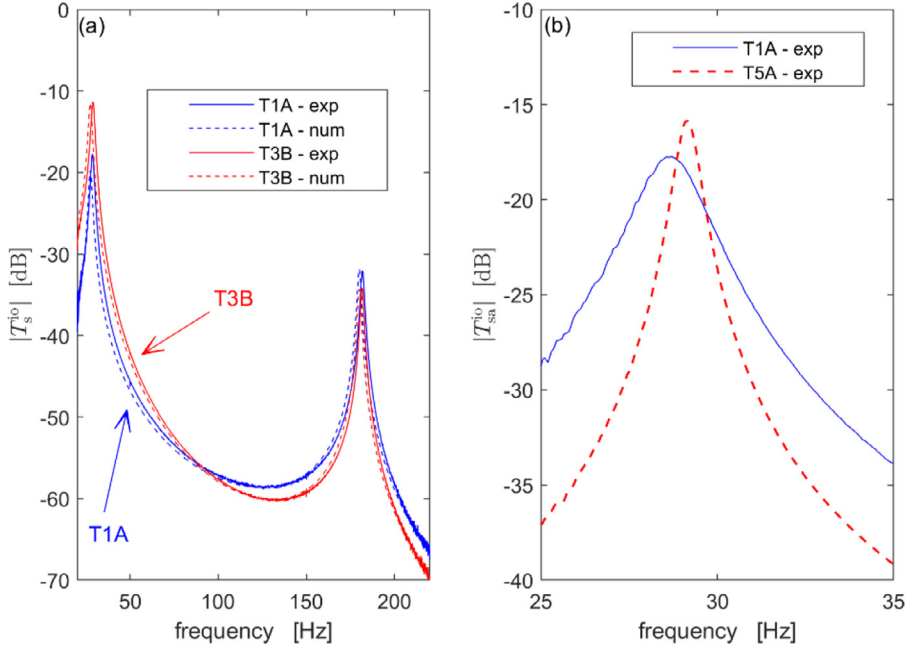 (a)
0
-10
-20
-30
-40
-50
-60
-70
|T_s^io| [dB]
T1A - exp
T1A - num
T3B - exp
T3B - num
T3B
T1A
50
100
150
200
frequency [Hz]
(b)
-10
-15
-20
-25
-30
-35
-40
|T_sa^io| [dB]
T1A - exp
T5A - exp
25
30
35
frequency [Hz]